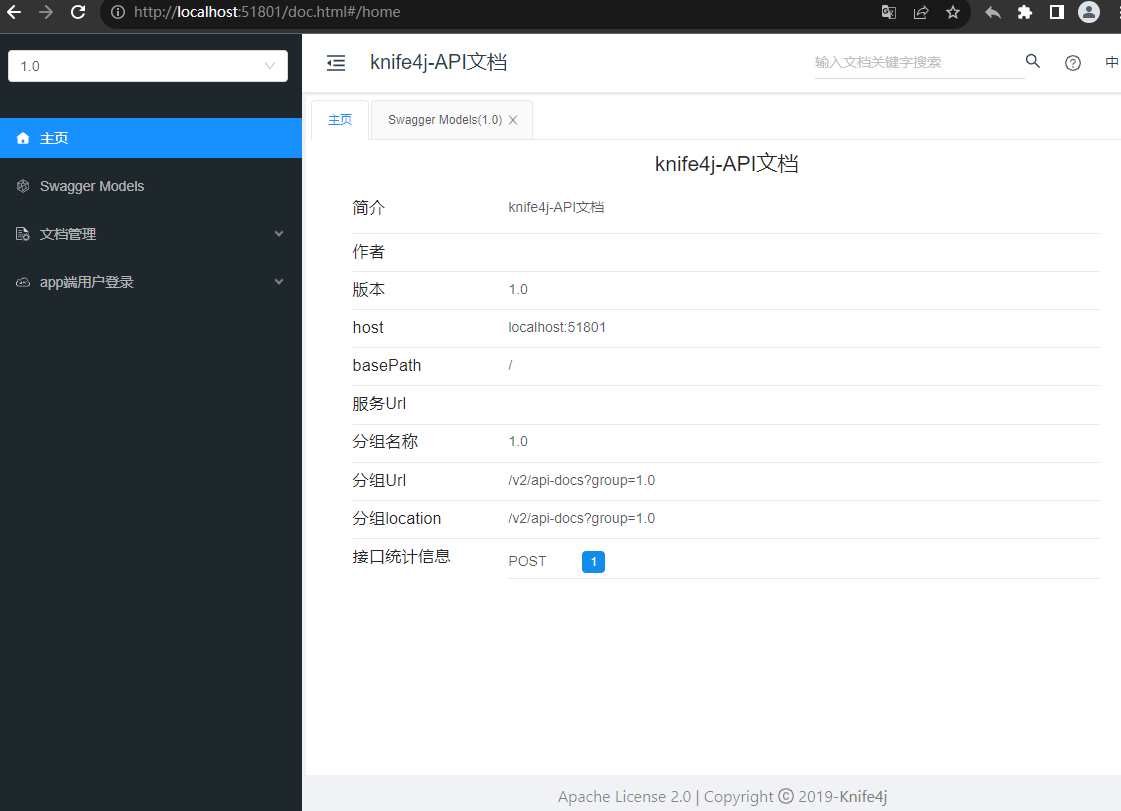 http://localhost:51801/doc.html#/home
1.0
knife4j-API文档
输入文档关键字搜索
中
主页
Swagger Models
文档管理
app端用户登录
主页
Swagger Models(1.0)
knife4j-API文档
简介 knife4j-API文档
作者
版本 1.0
host localhost:51801
basePath /
服务Url
分组名称 1.0
分组Url /v2/api-docs?group=1.0
分组location /v2/api-docs?group=1.0
接口统计信息 POST 1
Apache License 2.0 | Copyright © 2019-Knife4j